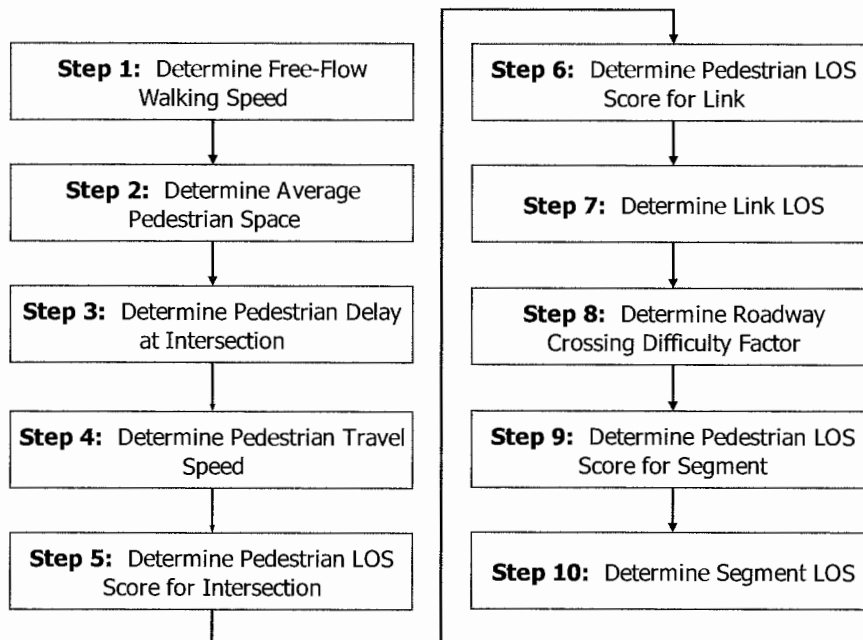 Step 1: Determine Free-Flow
Walking Speed
Step 2: Determine Average
Pedestrian Space
Step 3: Determine Pedestrian Delay
at Intersection
Step 4: Determine Pedestrian Travel
Speed
Step 5: Determine Pedestrian LOS
Score for Intersection
Step 6: Determine Pedestrian LOS
Score for Link
Step 7: Determine Link LOS
Step 8: Determine Roadway
Crossing Difficulty Factor
Step 9: Determine Pedestrian LOS
Score for Segment
Step 10: Determine Segment LOS